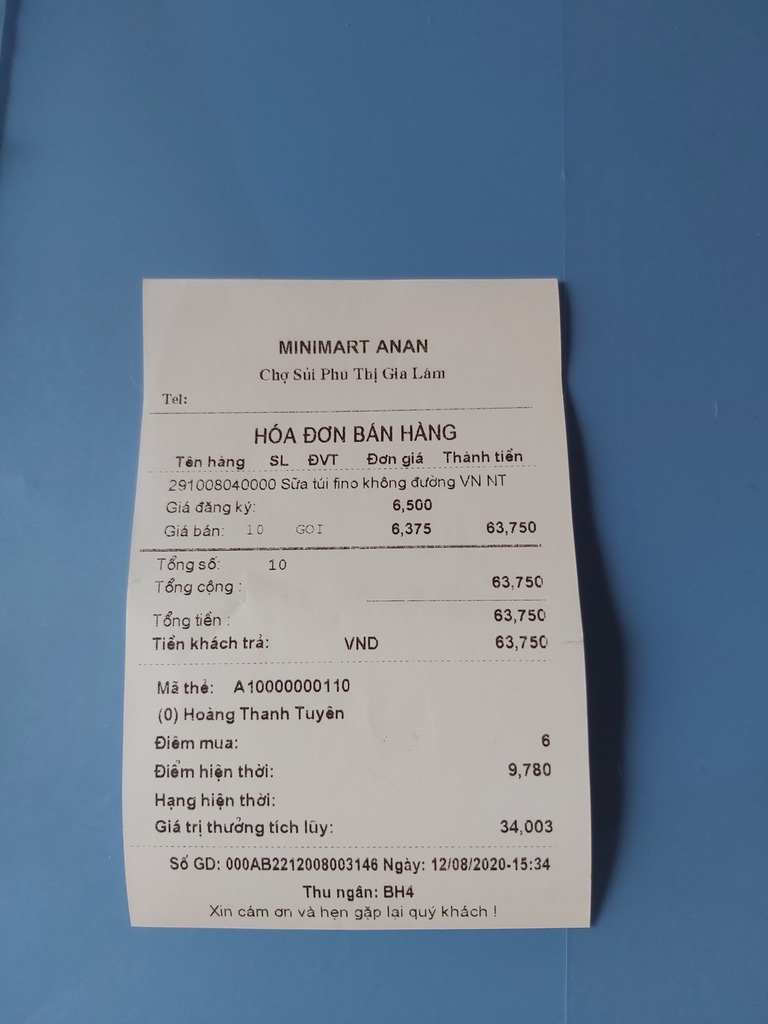 MINIMART ANAN
Chợ Sủi Phú Thị Gia Lâm
Tel:
HÓA ĐƠN BÁN HÀNG
Tên hàng SL ĐVT Đơn giá Thành tiền
291008040000 Sữa túi fino không đường VN NT
Giá đăng ký: 6,500
Giá bán: 10 GOI 6,375 63,750
Tổng số: 10
Tổng cộng : 63,750
Tổng tiền : 63,750
Tiền khách trả: VND 63,750
Mã thẻ: A10000000110
(0) Hoàng Thanh Tuyên
Điểm mua: 6
Điểm hiện thời: 9,780
Hạng hiện thời:
Giá trị thưởng tích lũy: 34,003
Số GD: 000AB2212008003146 Ngày: 12/08/2020-15:34
Thu ngân: BH4
Xin cám ơn và hẹn gặp lại quý khách !